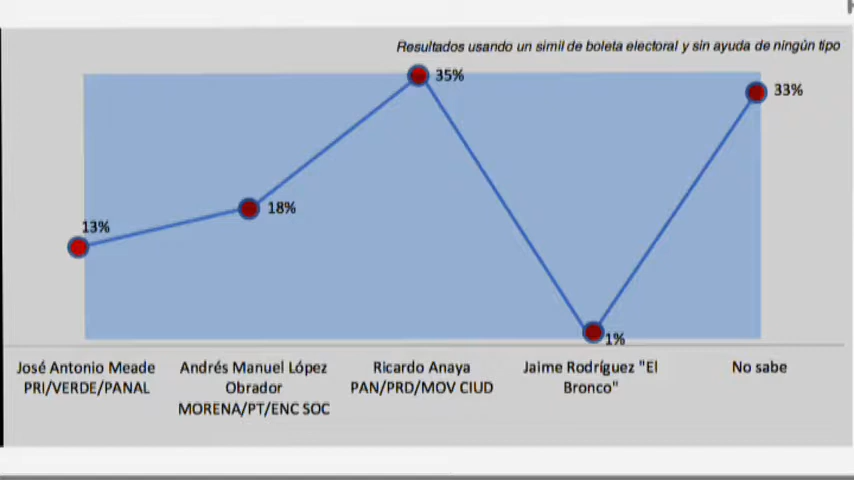 Resultados usando un simil de boleta electoral y sin ayuda de ningún tipo
35%
33%
13%
18%
1%
José Antonio Meade
PRI/VERDE/PANAL
Andrés Manuel López
Obrador
MORENA/PT/ENC SOC
Ricardo Anaya
PAN/PRD/MOV CIUD
Jaime Rodríguez "El
Bronco"
No sabe